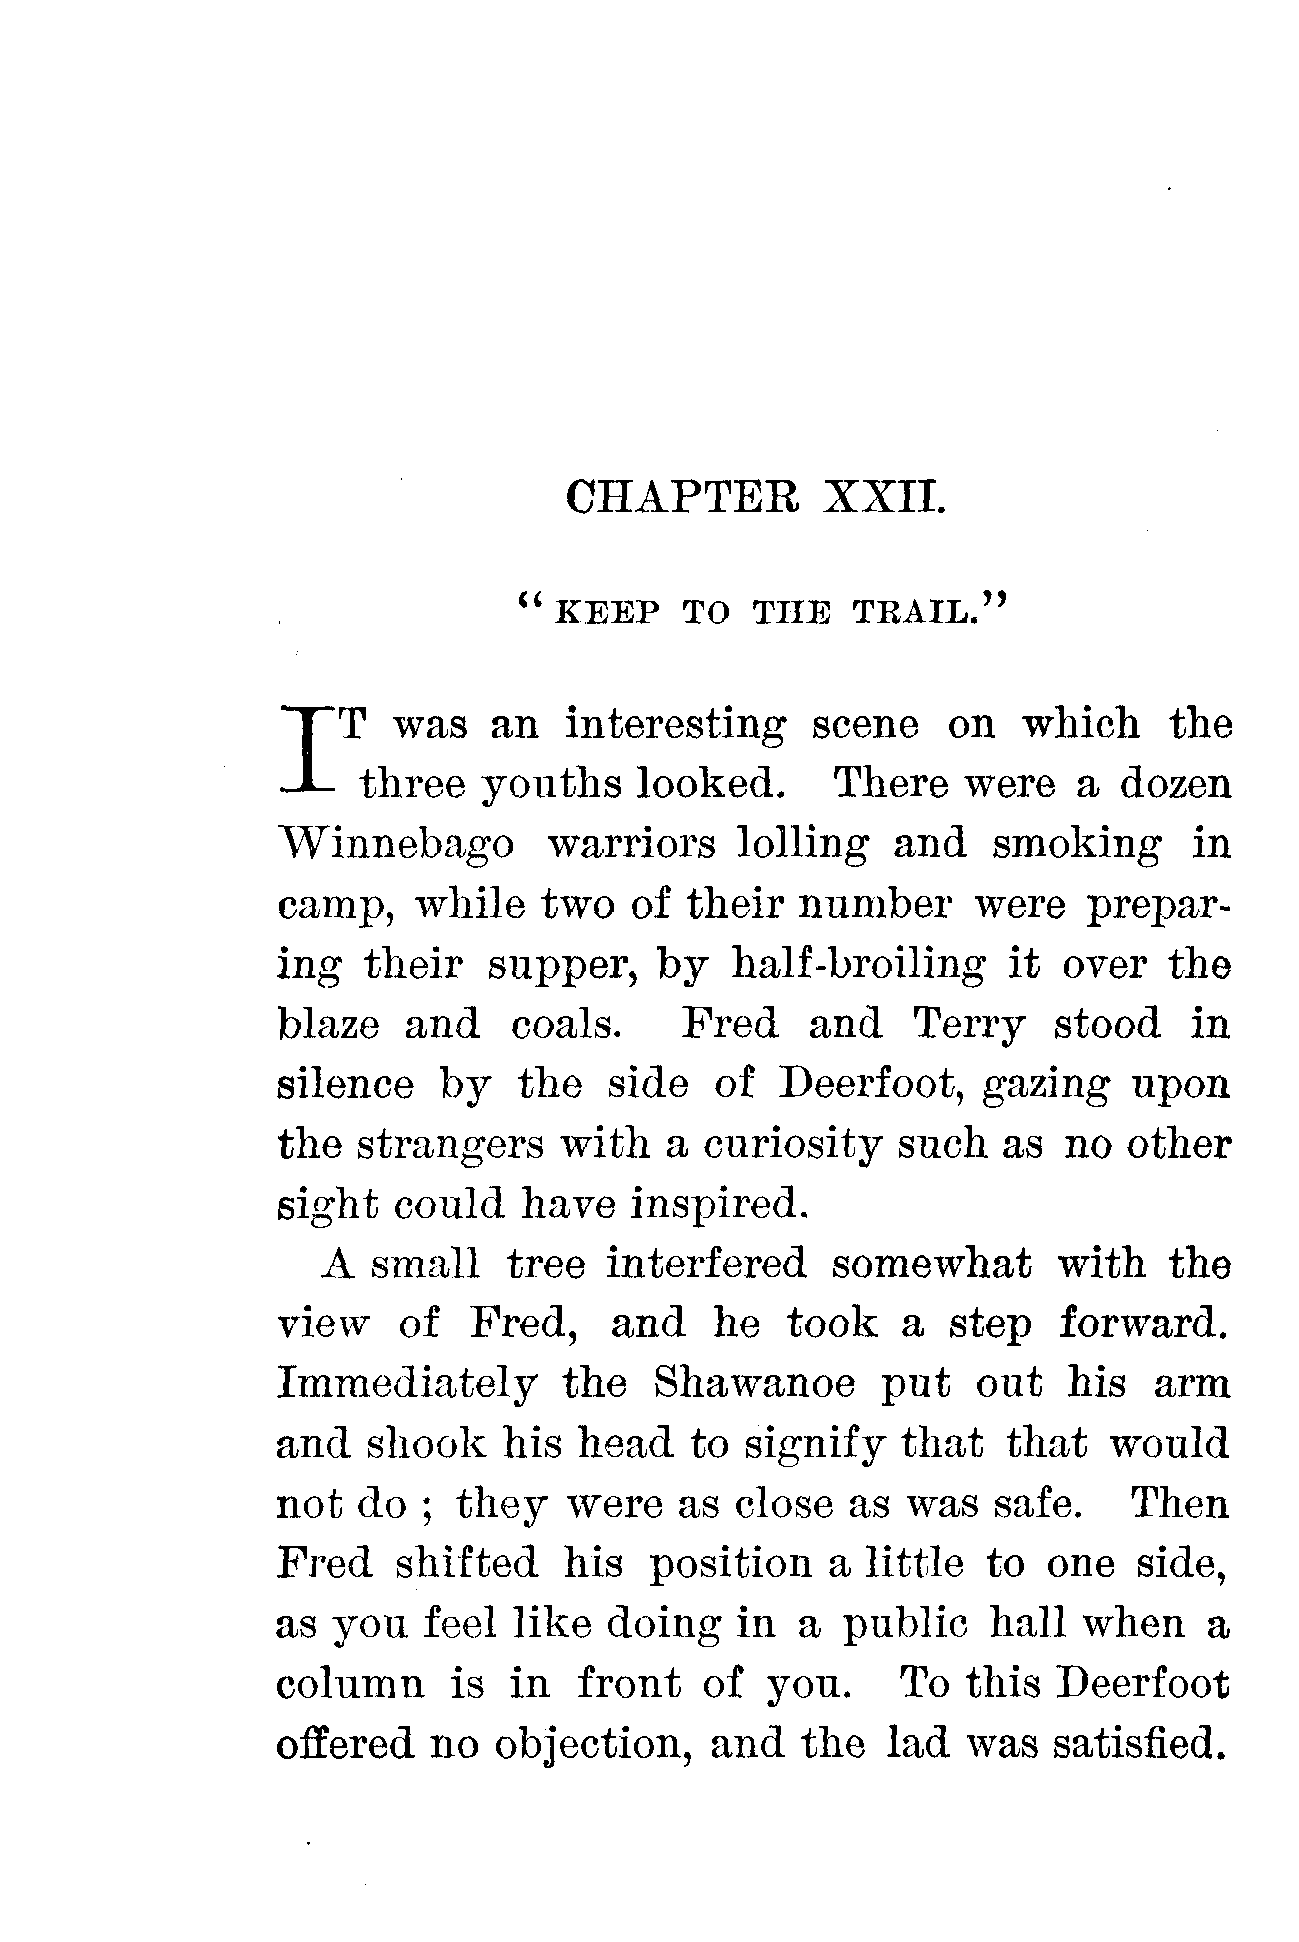 CHAPTER XXII.
“KEEP TO THE TRAIL.”
IT was an interesting scene on which the
three youths looked. There were a dozen
Winnebago warriors lolling and smoking in
camp, while two of their number were prepar-
ing their supper, by half-broiling it over the
blaze and coals. Fred and Terry stood in
silence by the side of Deerfoot, gazing upon
the strangers with a curiosity such as no other
sight could have inspired.
A small tree interfered somewhat with the
view of Fred, and he took a step forward.
Immediately the Shawanoe put out his arm
and shook his head to signify that that would
not do ; they were as close as was safe. Then
Fred shifted his position a little to one side,
as you feel like doing in a public hall when a
column is in front of you. To this Deerfoot
offered no objection, and the lad was satisfied.